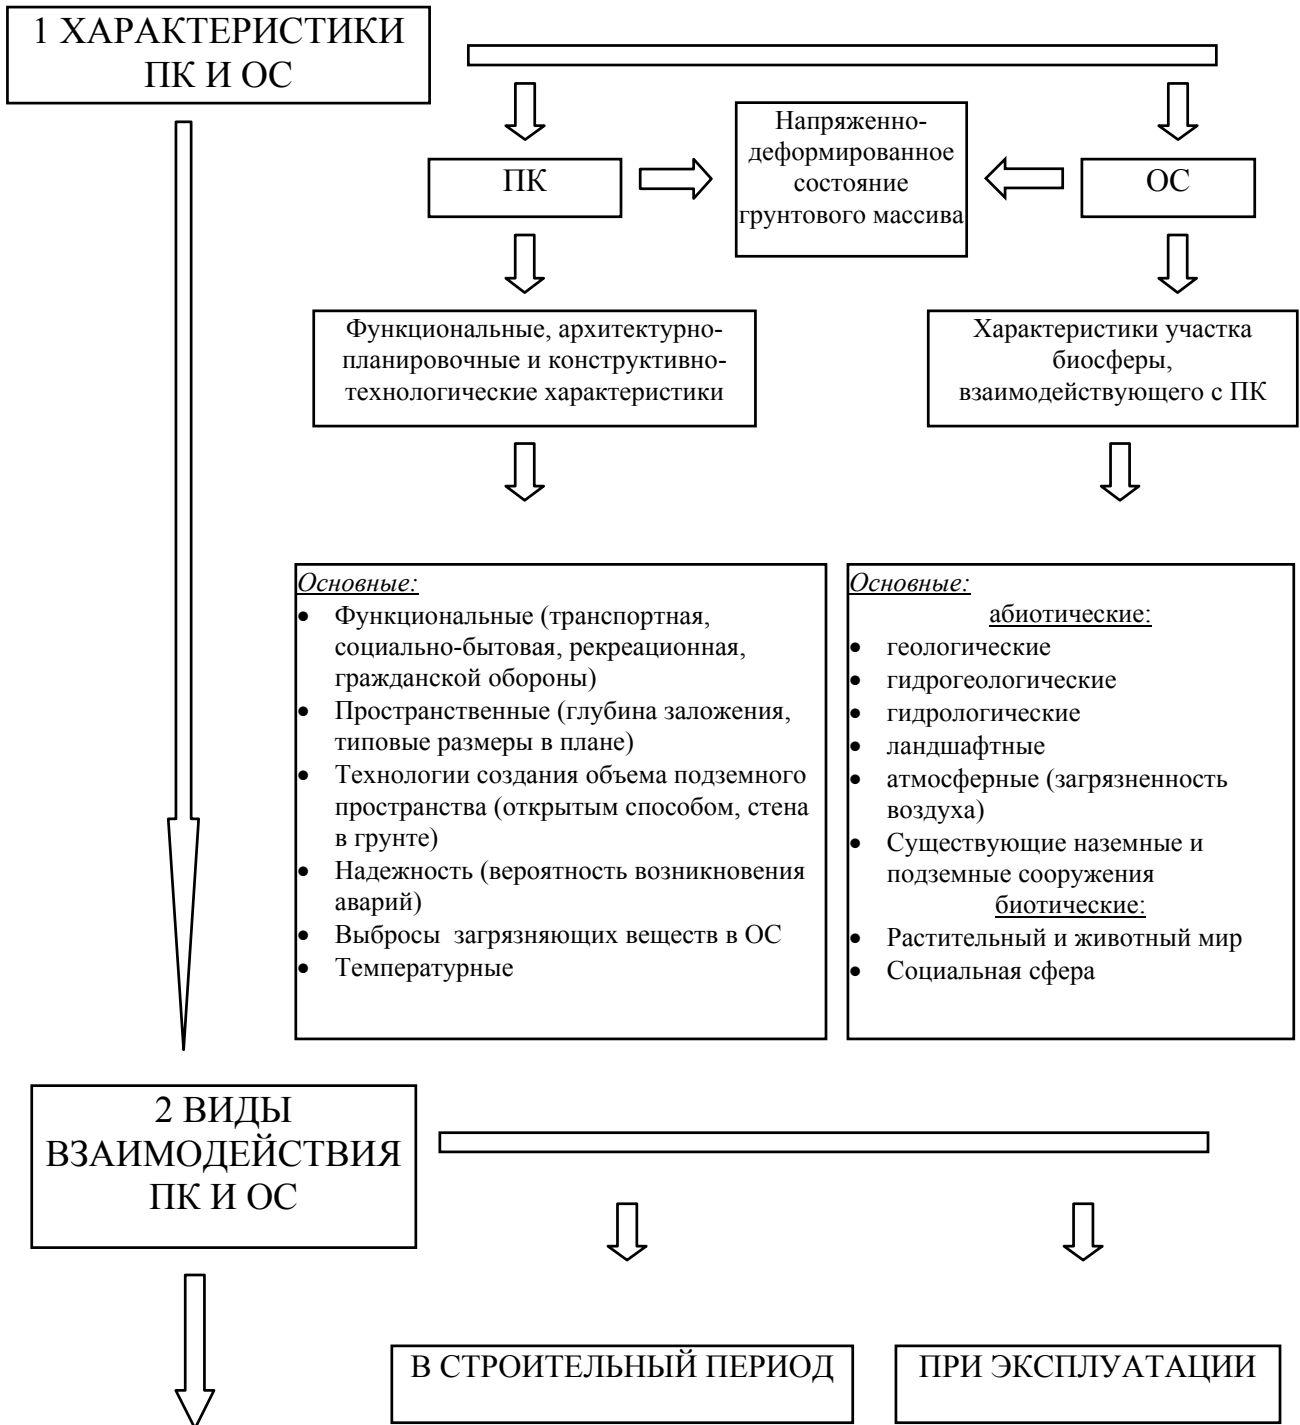 1 ХАРАКТЕРИСТИКИ
ПК И ОС
ПК
Напряженно-
деформированное
состояние
грунтового массива
ОС
Функциональные, архитектурно-
планировочные и конструктивно-
технологические характеристики
Характеристики участка
биосферы,
взаимодействующего с ПК
Основные:
• Функциональные (транспортная,
социально-бытовая, рекреационная,
гражданской обороны)
• Пространственные (глубина заложения,
типовые размеры в плане)
• Технологии создания объема подземного
пространства (открытым способом, стена
в грунте)
• Надежность (вероятность возникновения
аварий)
• Выбросы загрязняющих веществ в ОС
• Температурные
Основные:
абиотические:
• геологические
• гидрогеологические
• гидрологические
• ландшафтные
• атмосферные (загрязненность
воздуха)
• Существующие наземные и
подземные сооружения
биотические:
• Растительный и животный мир
• Социальная сфера
2 ВИДЫ
ВЗАИМОДЕЙСТВИЯ
ПК И ОС
В СТРОИТЕЛЬНЫЙ ПЕРИОД
ПРИ ЭКСПЛУАТАЦИИ